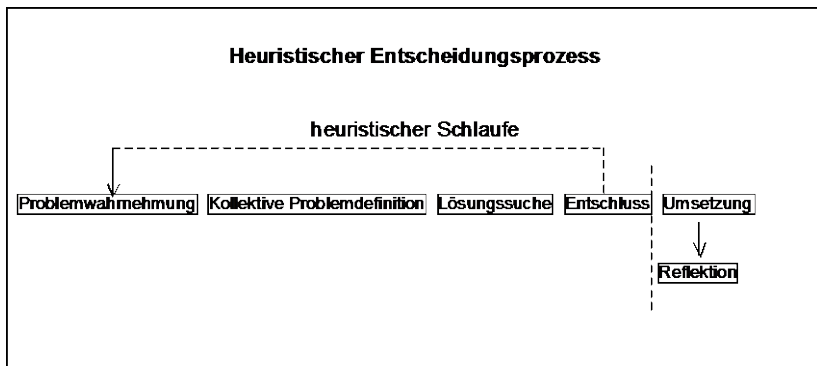 Heuristischer Entscheidungsprozess
heuristischer Schlaufe
Problemwahrnehmung Kollektive Problemdefinition Lösungssuche Entschluss Umsetzung
Reflektion